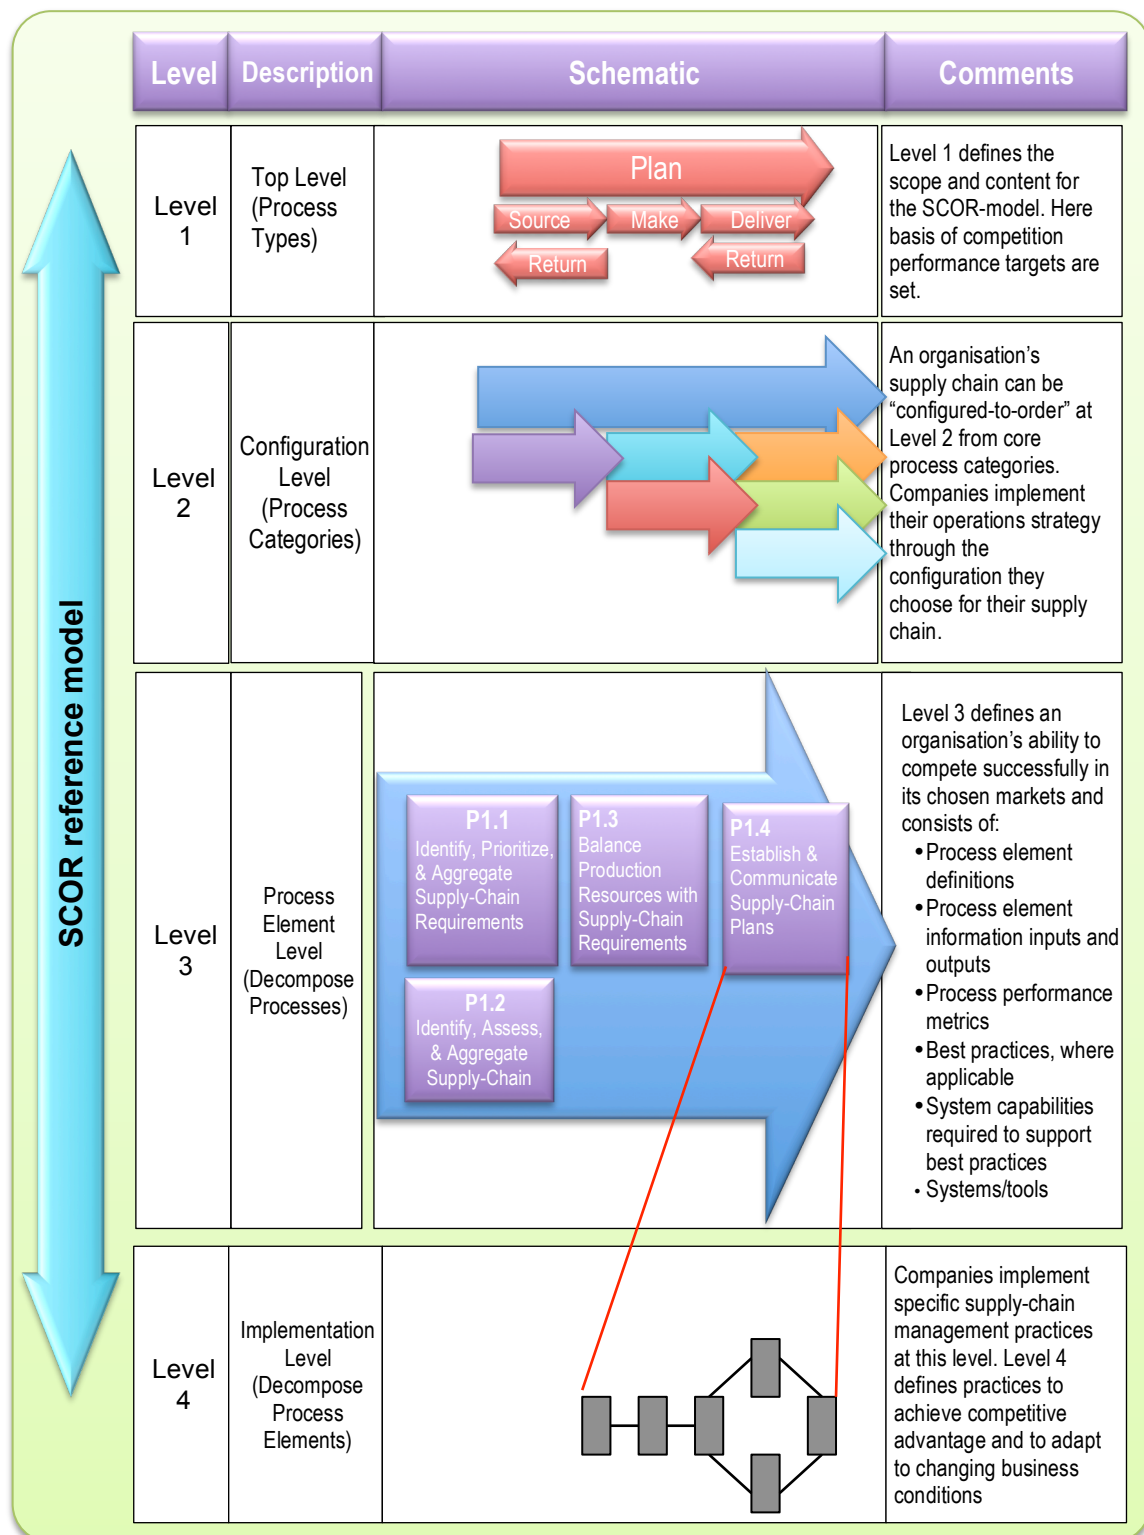 Level
Description
Schematic
Comments
SCOR reference model
Level
1
Top Level
(Process
Types)
Plan
Source
Make
Deliver
Return
Return
Level 1 defines the
scope and content for
the SCOR-model. Here
basis of competition
performance targets are
set.
Level
2
Configuration
Level
(Process
Categories)
An organisation’s
supply chain can be
“configured-to-order” at
Level 2 from core
process categories.
Companies implement
their operations strategy
through the
configuration they
choose for their supply
chain.
Level
3
Process
Element
Level
(Decompose
Processes)
P1.1
Identify, Prioritize,
& Aggregate
Supply-Chain
Requirements
P1.2
Identify, Assess,
& Aggregate
Supply-Chain
P1.3
Balance
Production
Resources with
Supply-Chain
Requirements
P1.4
Establish &
Communicate
Supply-Chain
Plans
Level 3 defines an
organisation’s ability to
compete successfully in
its chosen markets and
consists of:
•Process element
definitions
•Process element
information inputs and
outputs
•Process performance
metrics
•Best practices, where
applicable
•System capabilities
required to support
best practices
• Systems/tools
Level
4
Implementation
Level
(Decompose
Process
Elements)
Companies implement
specific supply-chain
management practices
at this level. Level 4
defines practices to
achieve competitive
advantage and to adapt
to changing business
conditions